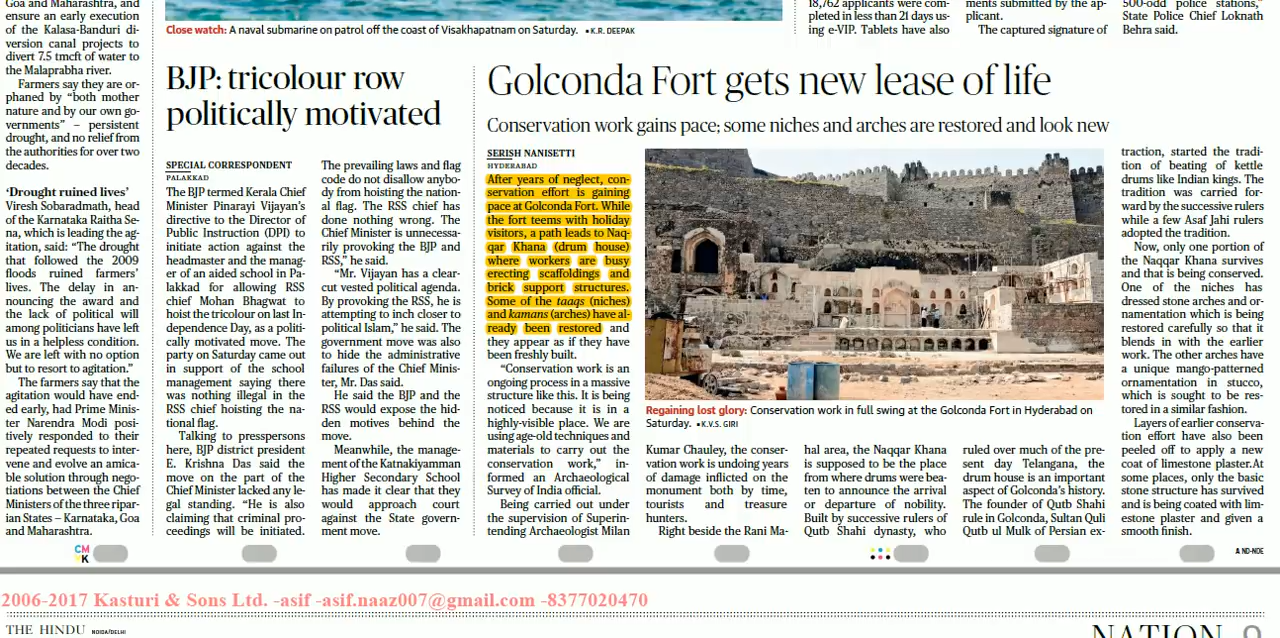 Goa and Maharashtra, and
ensure an early execution
of the Kalasa-Banduri di-
version canal projects to
divert 7.5 tmcft of water to
the Malaprabha river.
Farmers say they are or-
phaned by “both mother
nature and by our own go-
vernments” – persistent
drought, and no relief from
the authorities for over two
decades.
‘Drought ruined lives’
Viresh Sobaradmath, head
of the Karnataka Raitha Se-
na, which is leading the ag-
itation, said: “The drought
that followed the 2009
floods ruined farmers’
lives. The delay in an-
nouncing the award and
the lack of political will
among politicians have left
us in a helpless condition.
We are left with no option
but to resort to agitation.”
The farmers say that the
agitation would have end-
ed early, had Prime Minis-
ter Narendra Modi posi-
tively responded to their
repeated requests to inter-
vene and evolve an amica-
ble solution through nego-
tiations between the Chief
Ministers of the three ripar-
ian States – Karnataka, Goa
and Maharashtra.
Close watch: A naval submarine on patrol off the coast of Visakhapatnam on Saturday. • K.R. DEEPAK
18,762 applicants were com-
pleted in less than 21 days us-
ing e-VIP. Tablets have also
ments submitted by the ap-
plicant.
The captured signature of
500-odd police stations,”
State Police Chief Loknath
Behra said.
BJP: tricolour row
politically motivated
SPECIAL CORRESPONDENT
PALAKKAD
The BJP termed Kerala Chief
Minister Pinarayi Vijayan’s
directive to the Director of
Public Instruction (DPI) to
initiate action against the
headmaster and the manag-
er of an aided school in Pa-
lakkad for allowing RSS
chief Mohan Bhagwat to
hoist the tricolour on last In-
dependence Day, as a politi-
cally motivated move. The
party on Saturday came out
in support of the school
management saying there
was nothing illegal in the
RSS chief hoisting the na-
tional flag.
Talking to presspersons
here, BJP district president
E. Krishna Das said the
move on the part of the
Chief Minister lacked any le-
gal standing. “He is also
claiming that criminal pro-
ceedings will be initiated.
The prevailing laws and flag
code do not disallow anybo-
dy from hoisting the nation-
al flag. The RSS chief has
done nothing wrong. The
Chief Minister is unnecessa-
rily provoking the BJP and
RSS,” he said.
“Mr. Vijayan has a clear-
cut vested political agenda.
By provoking the RSS, he is
attempting to inch closer to
political Islam,” he said. The
government move was also
to hide the administrative
failures of the Chief Minis-
ter, Mr. Das said.
He said the BJP and the
RSS would expose the hid-
den motives behind the
move.
Meanwhile, the manage-
ment of the Katnakiyamman
Higher Secondary School
has made it clear that they
would approach court
against the State govern-
ment move.
Golconda Fort gets new lease of life
Conservation work gains pace; some niches and arches are restored and look new
SERISH NANISETTI
HYDERABAD
After years of neglect, con-
servation effort is gaining
pace at Golconda Fort. While
the fort teems with holiday
visitors, a path leads to Naq-
qar Khana (drum house)
where workers are busy
erecting scaffoldings and
brick support structures.
Some of the taaqs (niches)
and kamans (arches) have al-
ready been restored and
they appear as if they have
been freshly built.
“Conservation work is an
ongoing process in a massive
structure like this. It is being
noticed because it is in a
highly-visible place. We are
using age-old techniques and
materials to carry out the
conservation work,” in-
formed an Archaeological
Survey of India official.
Being carried out under
the supervision of Superin-
tending Archaeologist Milan
Regaining lost glory: Conservation work in full swing at the Golconda Fort in Hyderabad on
Saturday. • K.V.S. GIRI
Kumar Chauley, the conser-
vation work is undoing years
of damage inflicted on the
monument both by time,
tourists and treasure
hunters.
Right beside the Rani Ma-
hal area, the Naqqar Khana
is supposed to be the place
from where drums were bea-
ten to announce the arrival
or departure of nobility.
Built by successive rulers of
Qutb Shahi dynasty, who
ruled over much of the pre-
sent day Telangana, the
drum house is an important
aspect of Golconda’s history.
The founder of Qutb Shahi
rule in Golconda, Sultan Quli
Qutb ul Mulk of Persian ex-
traction, started the tradi-
tion of beating of kettle
drums like Indian kings. The
tradition was carried for-
ward by the successive rulers
while a few Asaf Jahi rulers
adopted the tradition.
Now, only one portion of
the Naqqar Khana survives
and that is being conserved.
One of the niches has
dressed stone arches and or-
namentation which is being
restored carefully so that it
blends in with the earlier
work. The other arches have
a unique mango-patterned
ornamentation in stucco,
which is sought to be res-
tored in a similar fashion.
Layers of earlier conserva-
tion effort have also been
peeled off to apply a new
coat of limestone plaster.At
some places, only the basic
stone structure has survived
and is being coated with lim-
estone plaster and given a
smooth finish.
CM
YK
A ND-NDE
2006-2017 Kasturi & Sons Ltd. -asif -asif.naaz007@gmail.com -8377020470
THE HINDU NOIDA/DELHI
NATION 9